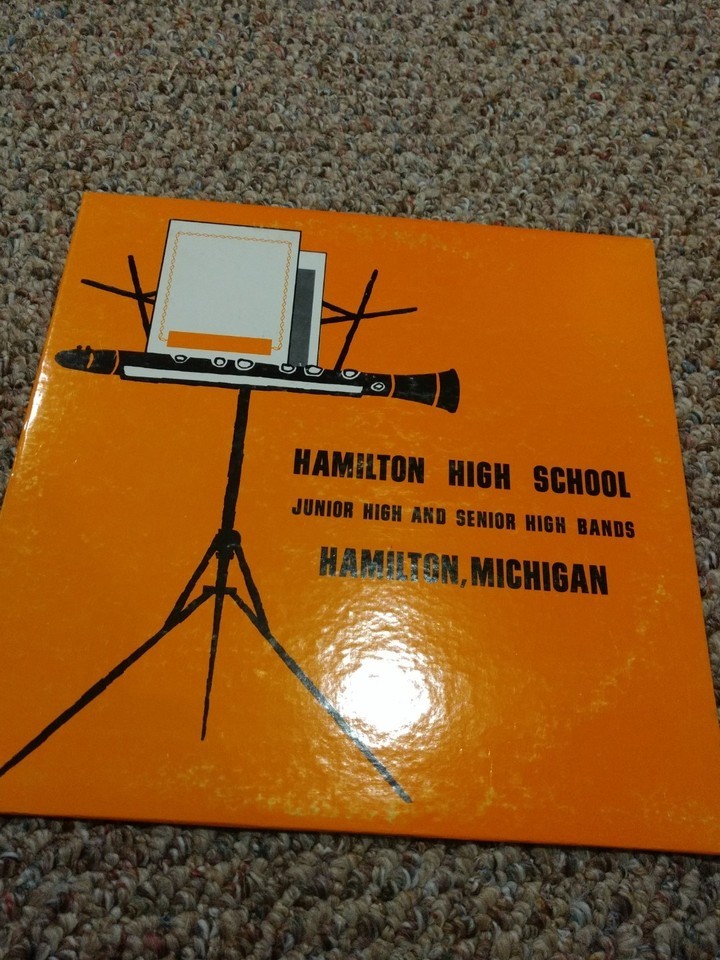 HAMILTON HIGH SCHOOL
JUNIOR HIGH AND SENIOR HIGH BANDS
HAMILTON, MICHIGAN